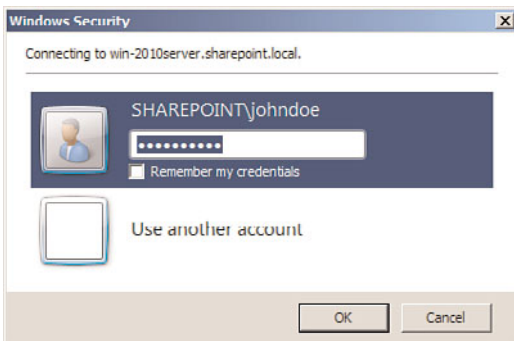 Windows Security
Connecting to win-2010server.sharepoint.local.
SHAREPOINT\johndoe
••••••••••
Remember my credentials
Use another account
OK
Cancel